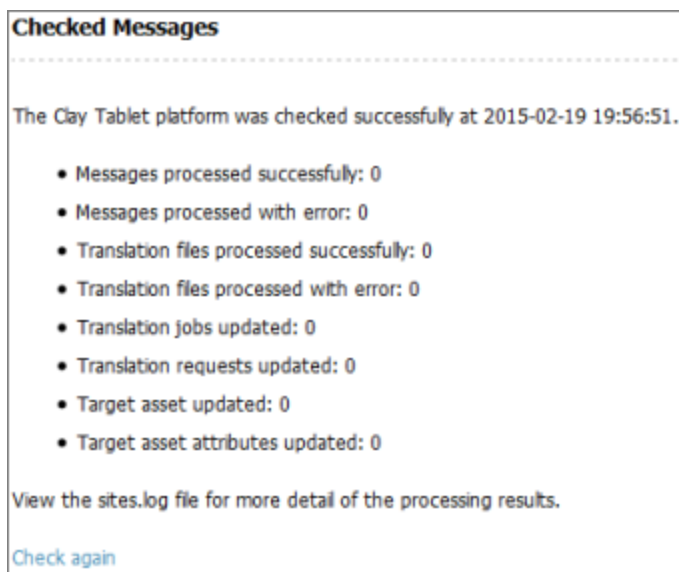 Checked Messages
The Clay Tablet platform was checked successfully at 2015-02-19 19:56:51.
• Messages processed successfully: 0
• Messages processed with error: 0
• Translation files processed successfully: 0
• Translation files processed with error: 0
• Translation jobs updated: 0
• Translation requests updated: 0
• Target asset updated: 0
• Target asset attributes updated: 0
View the sites.log file for more detail of the processing results.
Check again